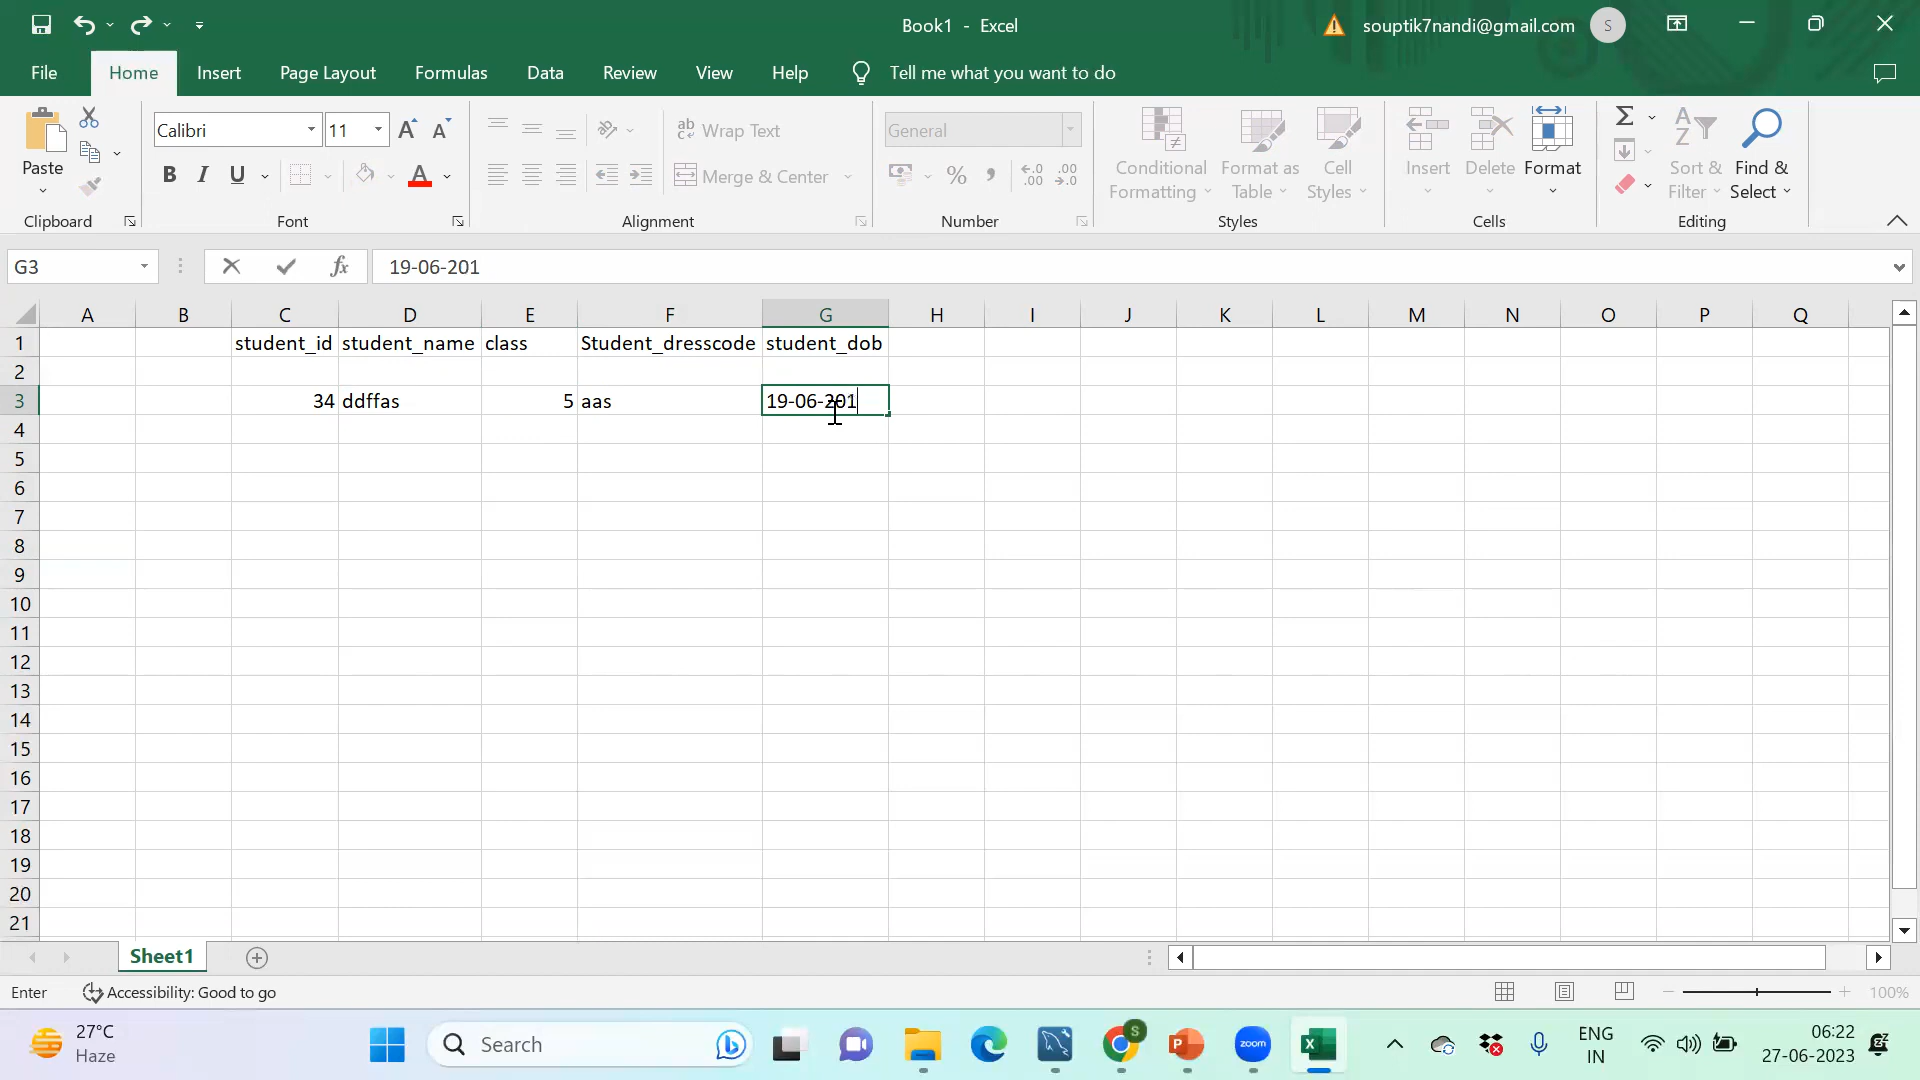 Book1 - Excel
souptik7nandi@gmail.com
S
File Home Insert Page Layout Formulas Data Review View Help Tell me what you want to do
Paste
Clipboard
Calibri 11
A A
B I U A
Font
ab Wrap Text
Merge & Center
Alignment
General
% , .00 .00
Number
Conditional Formatting
Format as Table
Cell Styles
Styles
Insert Delete Format
Cells
Sort & Filter
Find & Select
Editing
G3 fx 19-06-201
A B C D E F G H I J K L M N O P Q
1 student_id student_name class Student_dresscode student_dob
2
3 34 ddffas 5 aas 19-06-201
4
5
6
7
8
9
10
11
12
13
14
15
16
17
18
19
20
21
Sheet1
Enter Accessibility: Good to go 100%
27°C
Haze
Search
zoom
ENG
IN
06:22
27-06-2023